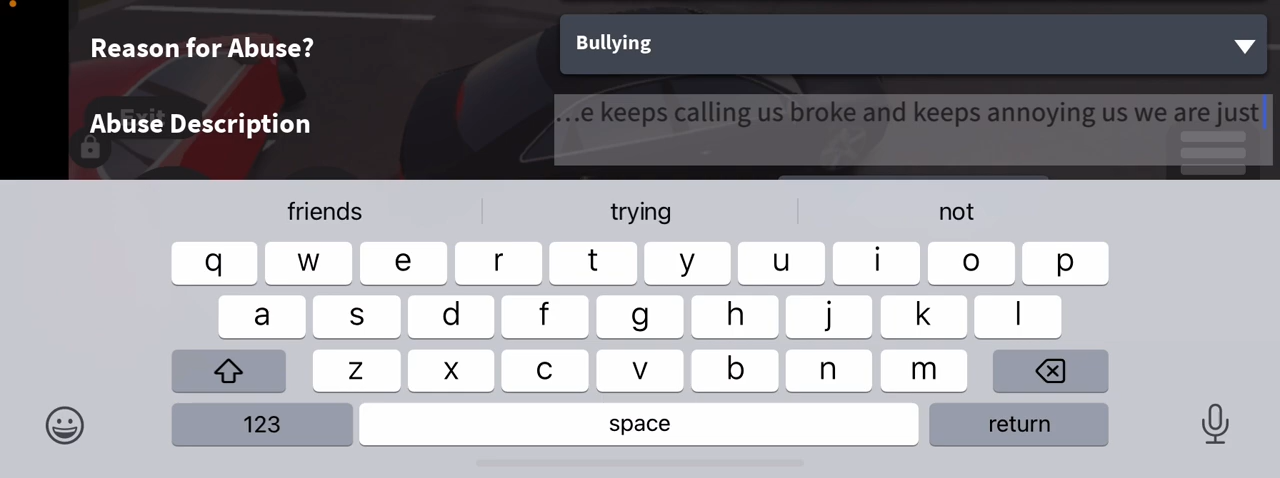 Reason for Abuse?
Bullying
Exit
Abuse Description
...e keeps calling us broke and keeps annoying us we are just
friends
trying
not
q w e r t y u i o p
a s d f g h j k l
z x c v b n m
123
space
return